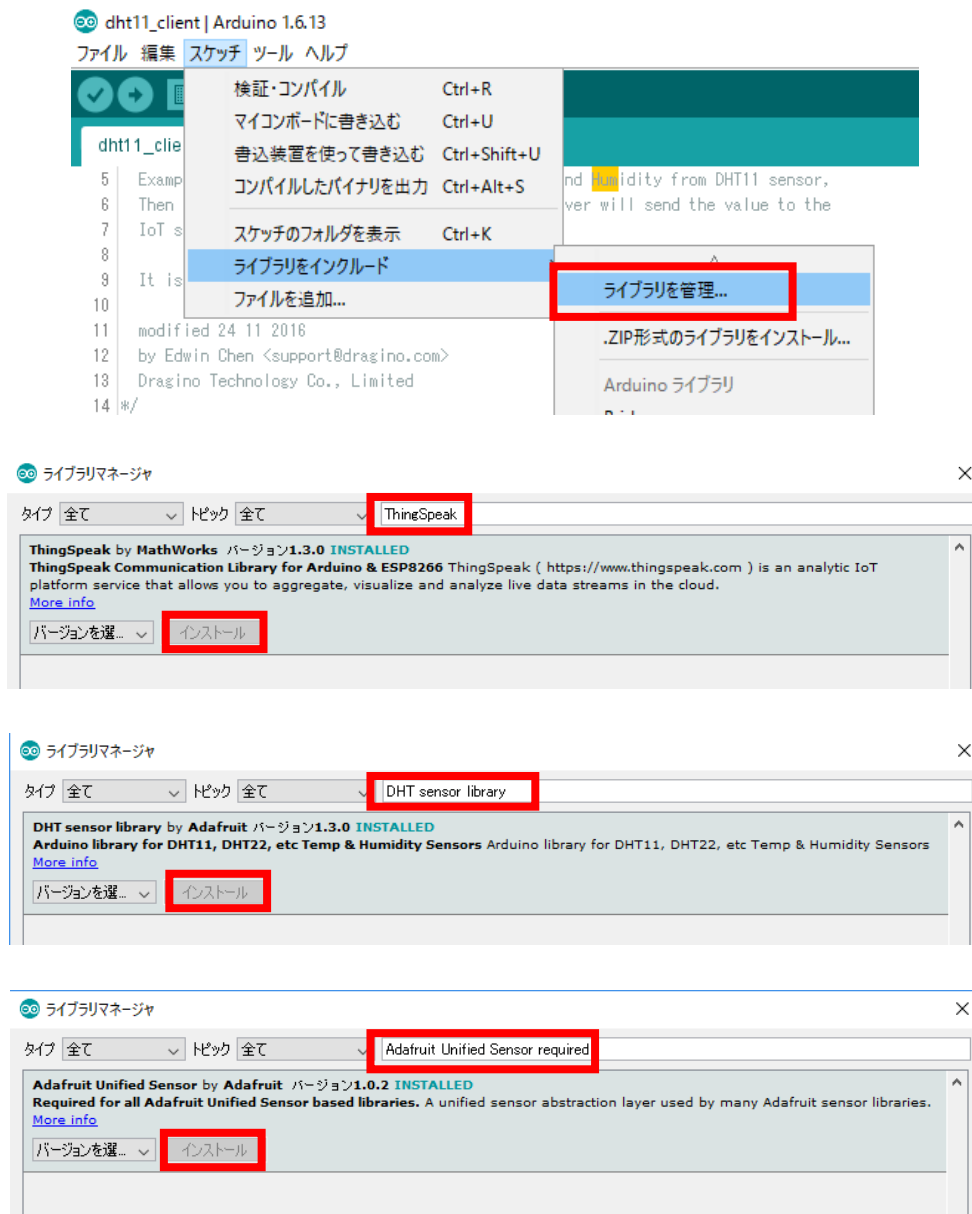 dht11_client | Arduino 1.6.13
ファイル 編集 スケッチ ツール ヘルプ
検証・コンパイル Ctrl+R
マイコンボードに書き込む Ctrl+U
書込装置を使って書き込む Ctrl+Shift+U
コンパイルしたバイナリを出力 Ctrl+Alt+S
スケッチのフォルダを表示 Ctrl+K
ライブラリをインクルード
ファイルを追加...
ライブラリを管理...
.ZIP形式のライブラリをインストール...
Arduino ライブラリ
dht11_clie
5 Examp nd Humidity from DHT11 sensor,
6 Then ver will send the value to the
7 IoT s
8
9 It is
10
11 modified 24 11 2016
12 by Edwin Chen <support@dragino.com>
13 Dragino Technology Co., Limited
14 */
ライブラリマネージャ
タイプ 全て トピック 全て ThingSpeak
ThingSpeak by MathWorks バージョン1.3.0 INSTALLED
ThingSpeak Communication Library for Arduino & ESP8266 ThingSpeak ( https://www.thingspeak.com ) is an analytic IoT
platform service that allows you to aggregate, visualize and analyze live data streams in the cloud.
More info
バージョンを選... インストール
ライブラリマネージャ
タイプ 全て トピック 全て DHT sensor library
DHT sensor library by Adafruit バージョン1.3.0 INSTALLED
Arduino library for DHT11, DHT22, etc Temp & Humidity Sensors Arduino library for DHT11, DHT22, etc Temp & Humidity Sensors
More info
バージョンを選... インストール
ライブラリマネージャ
タイプ 全て トピック 全て Adafruit Unified Sensor required
Adafruit Unified Sensor by Adafruit バージョン1.0.2 INSTALLED
Required for all Adafruit Unified Sensor based libraries. A unified sensor abstraction layer used by many Adafruit sensor libraries.
More info
バージョンを選... インストール